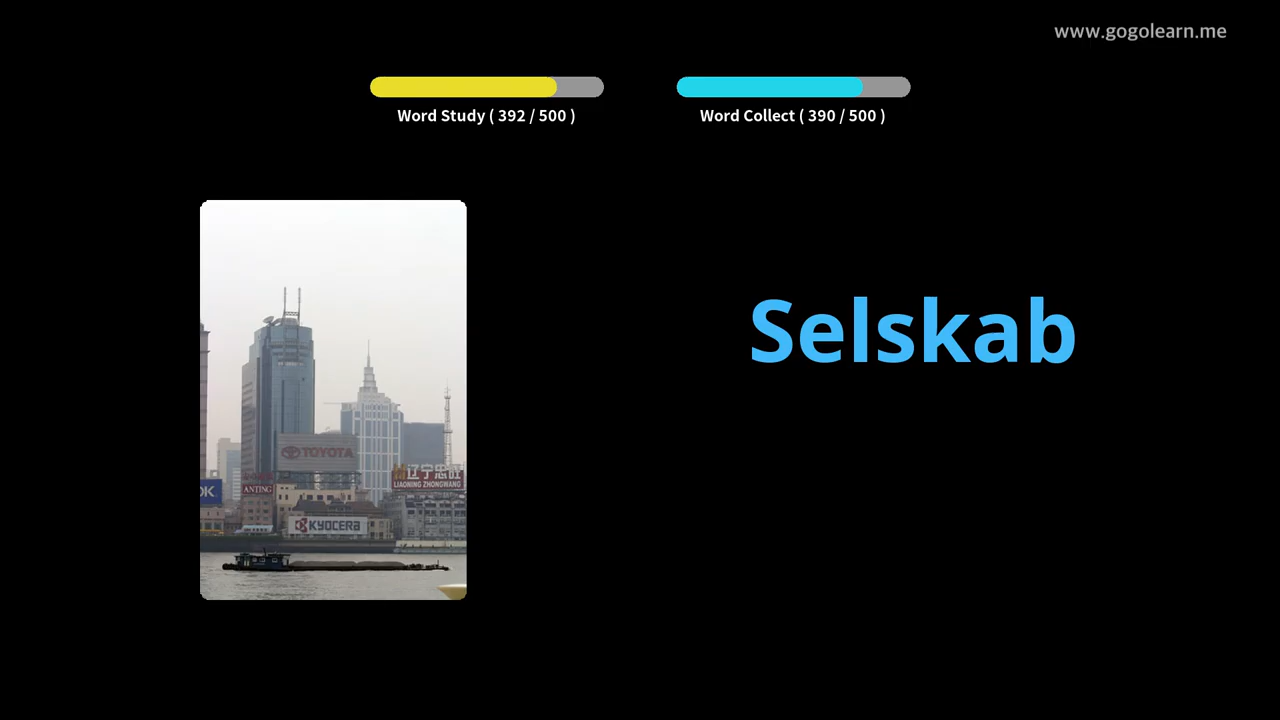 www.gogolearn.me
Word Study ( 392 / 500 )
Word Collect ( 390 / 500 )
Selskab
TOYOTA
辽宁忠旺
LIAONING ZHONGWANG
OK
ANTING
KYOCERA